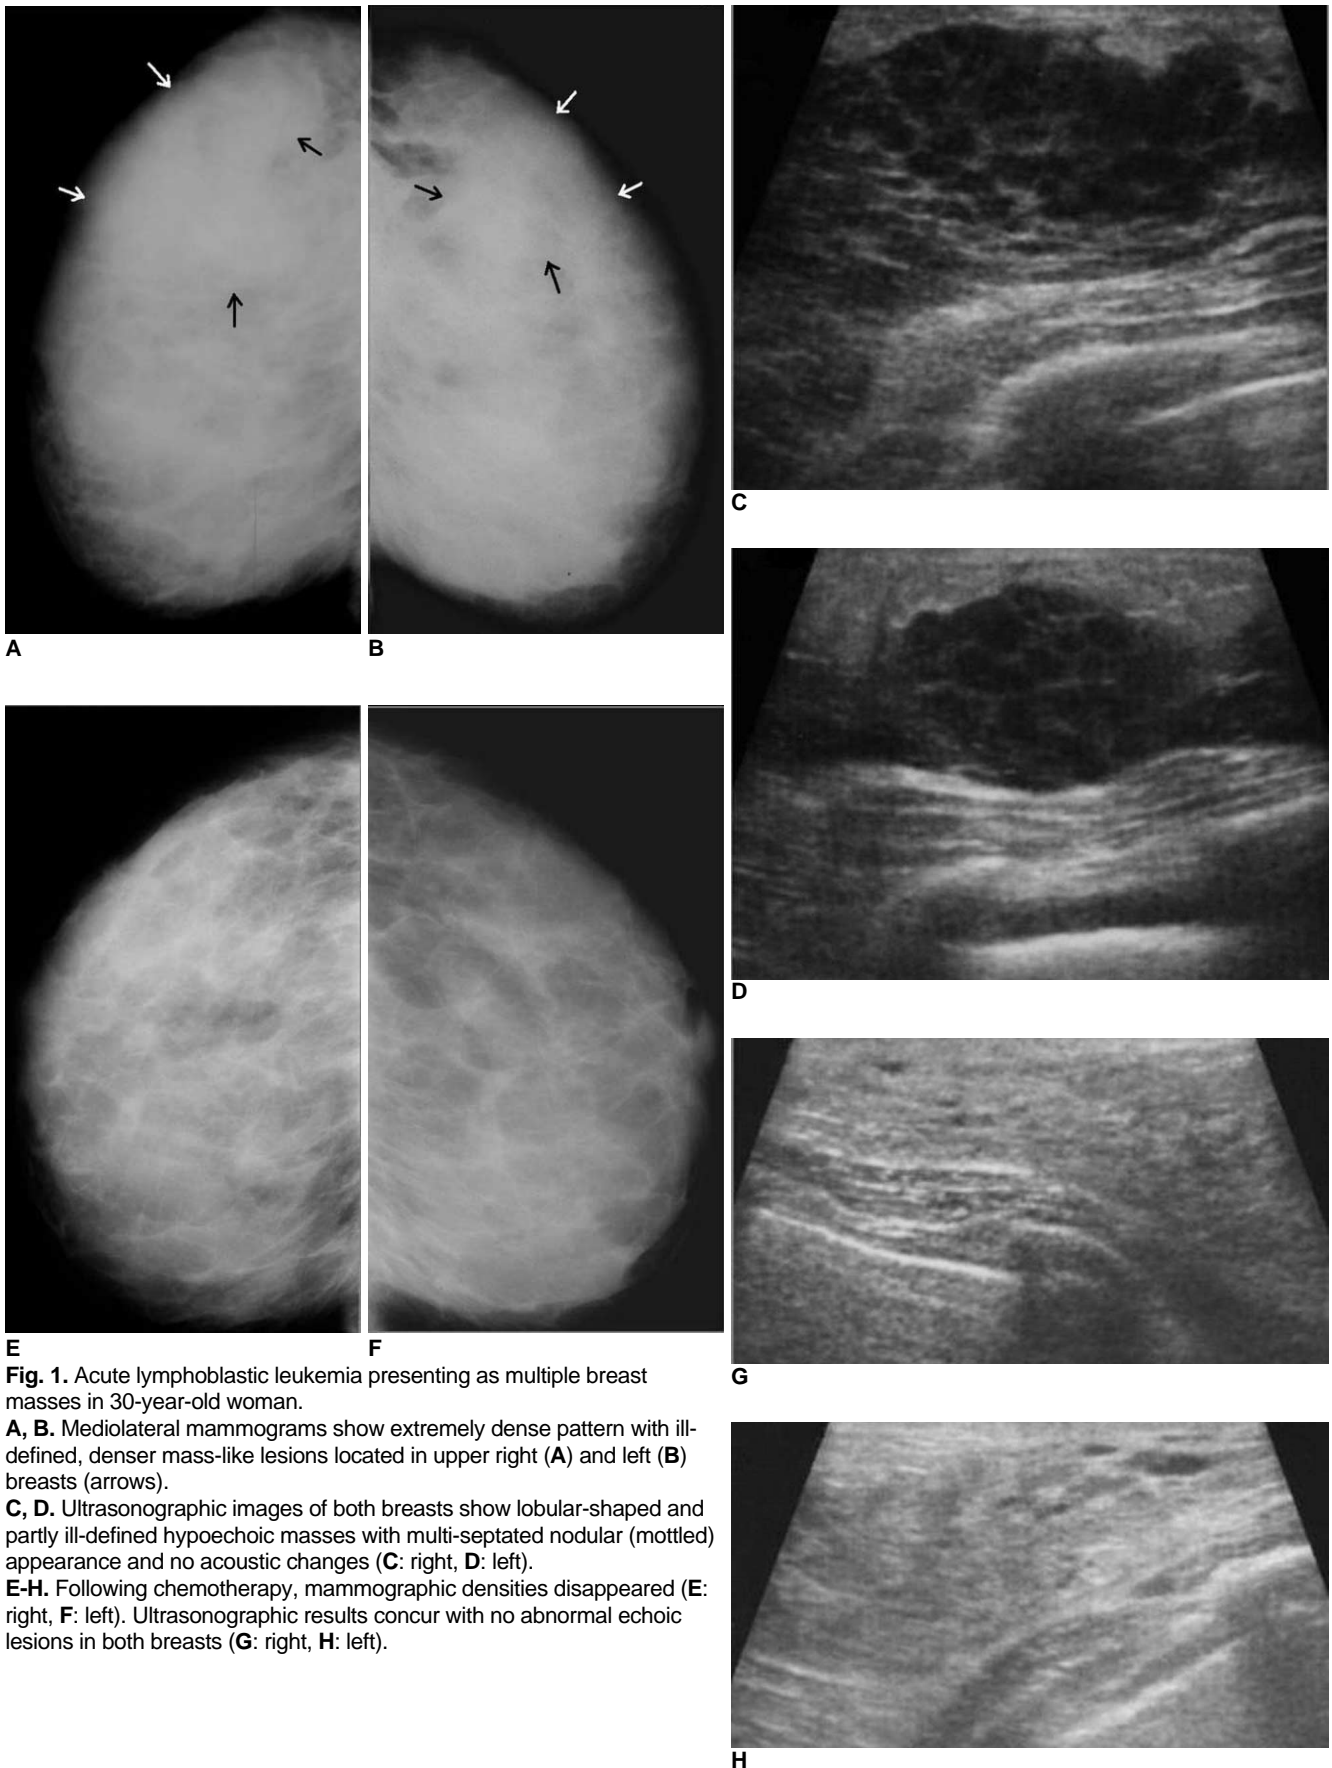 A
B
C
D
E
F
G
H
Fig. 1. Acute lymphoblastic leukemia presenting as multiple breast
masses in 30-year-old woman.
A, B. Mediolateral mammograms show extremely dense pattern with ill-
defined, denser mass-like lesions located in upper right (A) and left (B)
breasts (arrows).
C, D. Ultrasonographic images of both breasts show lobular-shaped and
partly ill-defined hypoechoic masses with multi-septated nodular (mottled)
appearance and no acoustic changes (C: right, D: left).
E-H. Following chemotherapy, mammographic densities disappeared (E:
right, F: left). Ultrasonographic results concur with no abnormal echoic
lesions in both breasts (G: right, H: left).